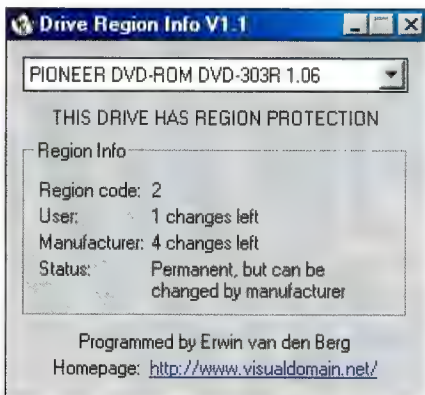 Drive Region Info V1.1
PIONEER DVD-ROM DVD-303R 1.06
THIS DRIVE HAS REGION PROTECTION
Region Info
Region code: 2
User: 1 changes left
Manufacturer: 4 changes left
Status: Permanent, but can be
changed by manufacturer
Programmed by Erwin van den Berg
Homepage: http://www.visualdomain.net/